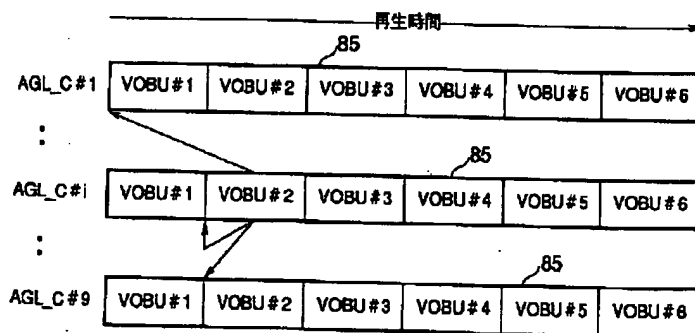 再生時間
85
AGL_C#1 VOBU#1 VOBU#2 VOBU#3 VOBU#4 VOBU#5 VOBU#6
:
85
AGL_C#i VOBU#1 VOBU#2 VOBU#3 VOBU#4 VOBU#5 VOBU#6
:
85
AGL_C#9 VOBU#1 VOBU#2 VOBU#3 VOBU#4 VOBU#5 VOBU#6